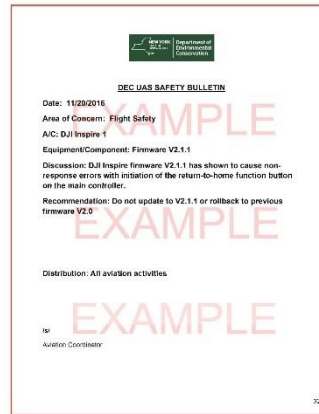 NEW YORK
Department of
Environmental
Conservation
DEC UAS SAFETY BULLETIN
Date: 11/20/2016
Area of Concern: Flight Safety
A/C: DJI Inspire 1
Equipment/Component: Firmware V2.1.1
Discussion: DJI Inspire firmware V2.1.1 has shown to cause non-
response errors with initiation of the return-to-home function button
on the main controller.
Recommendation: Do not update to V2.1.1 or rollback to previous
firmware V2.0
Distribution: All aviation activities
/s/
Aviation Coordinator
EXAMPLE
EXAMPLE
EXAMPLE